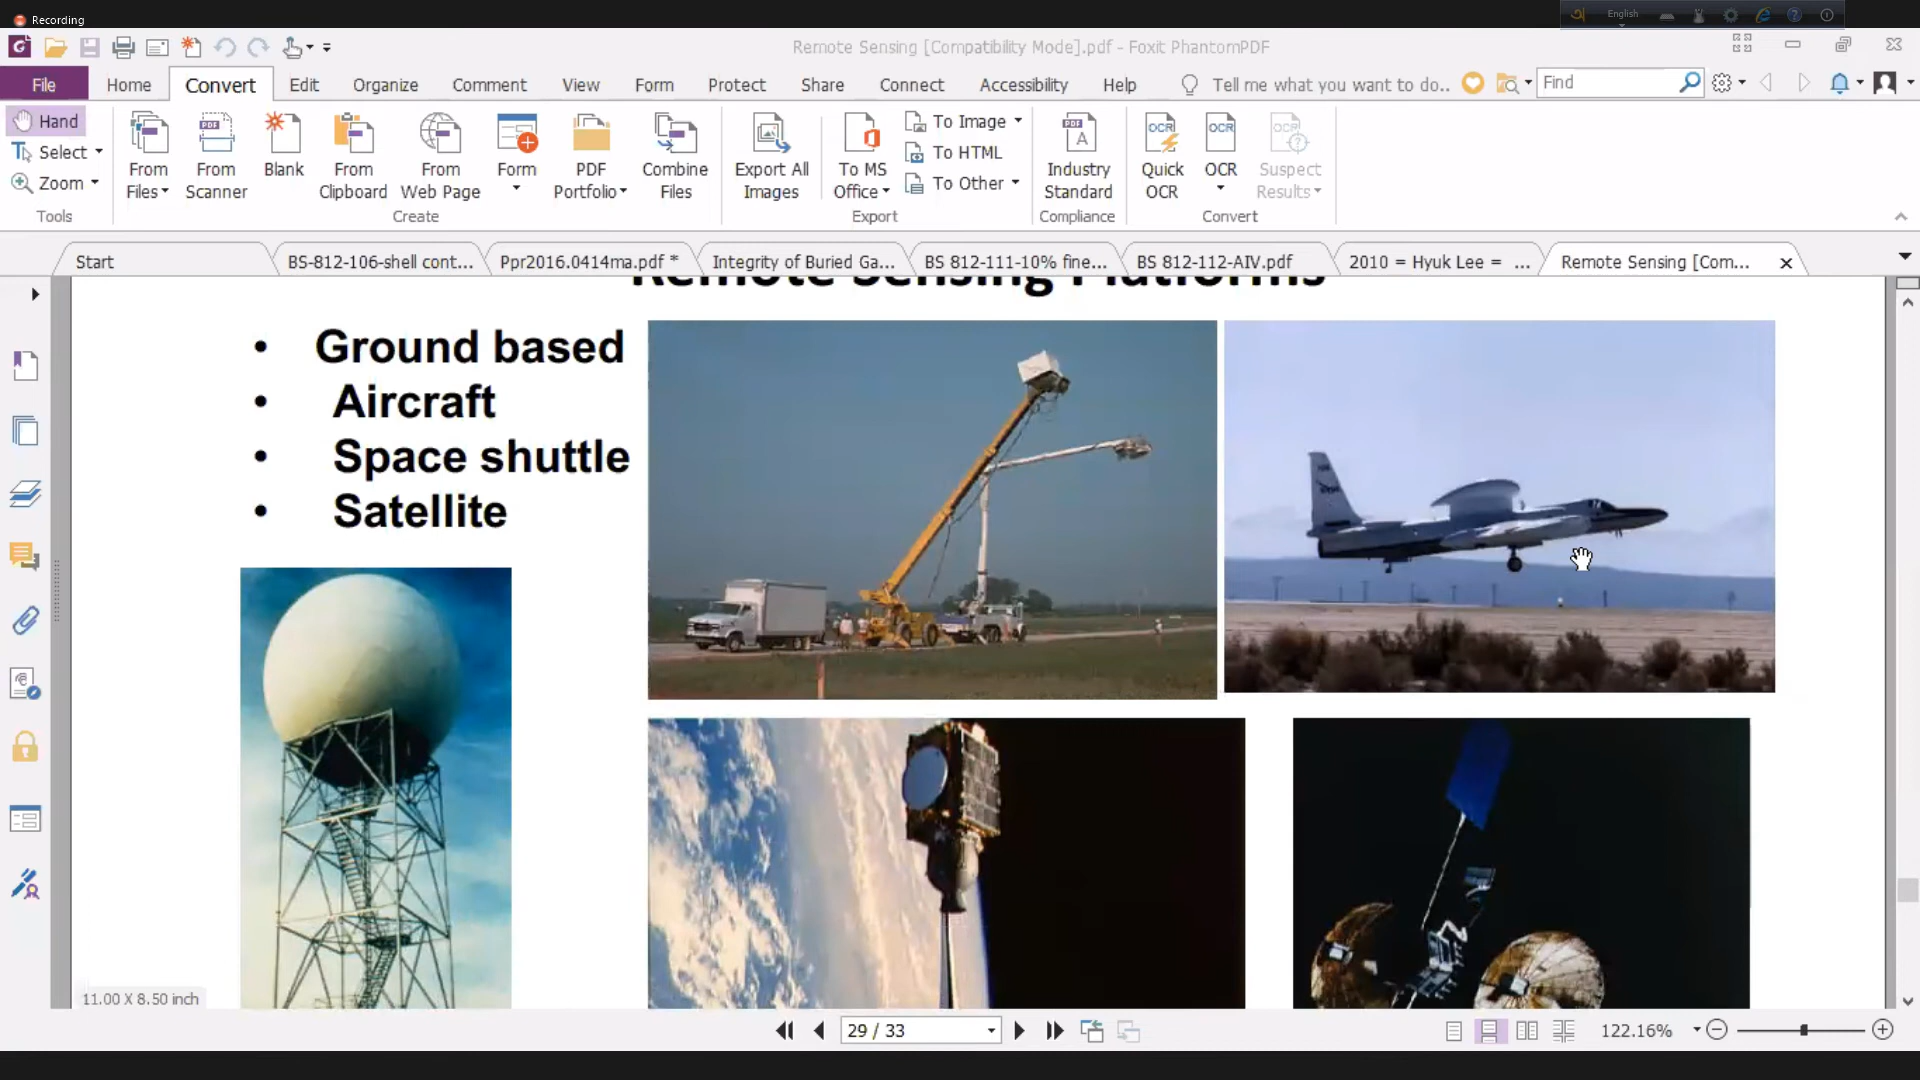 Recording
English
Remote Sensing [Compatibility Mode].pdf - Foxit PhantomPDF
File Home Convert Edit Organize Comment View Form Protect Share Connect Accessibility Help Tell me what you want to do.. Find
Hand
Select
Zoom
Tools
From Files
From Scanner
Blank
From Clipboard
From Web Page
Form
PDF Portfolio
Combine Files
Create
Export All Images
To MS Office
To Image
To HTML
To Other
Export
Industry Standard
Compliance
Quick OCR
OCR
Suspect Results
Convert
Start BS-812-106-shell cont... Ppr2016.0414ma.pdf * Integrity of Buried Ga... BS 812-111-10% fine... BS 812-112-AIV.pdf 2010 = Hyuk Lee = ... Remote Sensing [Com...
Remote Sensing Platforms
• Ground based
• Aircraft
• Space shuttle
• Satellite
11.00 X 8.50 inch
29 / 33
122.16%